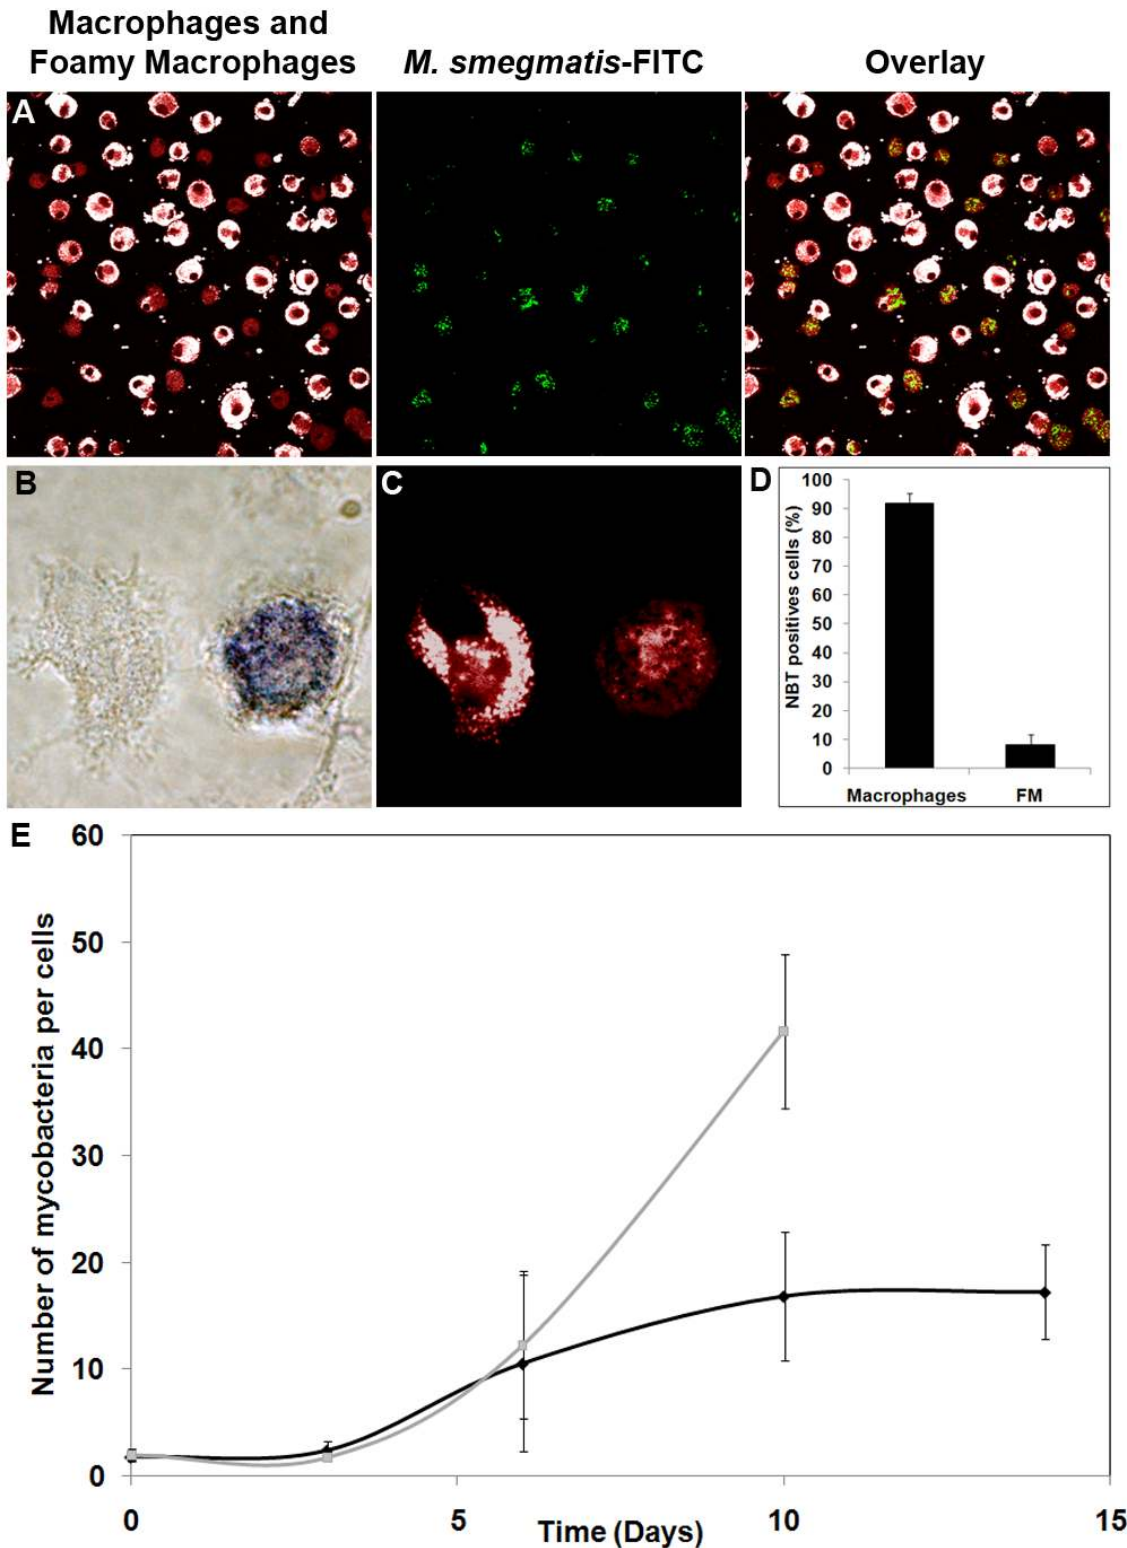 Macrophages and
Foamy Macrophages
M. smegmatis-FITC
Overlay
A
B
C
D
NBT positives cells (%)
100
90
80
70
60
50
40
30
20
10
0
Macrophages
FM
E
Number of mycobacteria per cells
60
50
40
30
20
10
0
0
5
10
15
Time (Days)